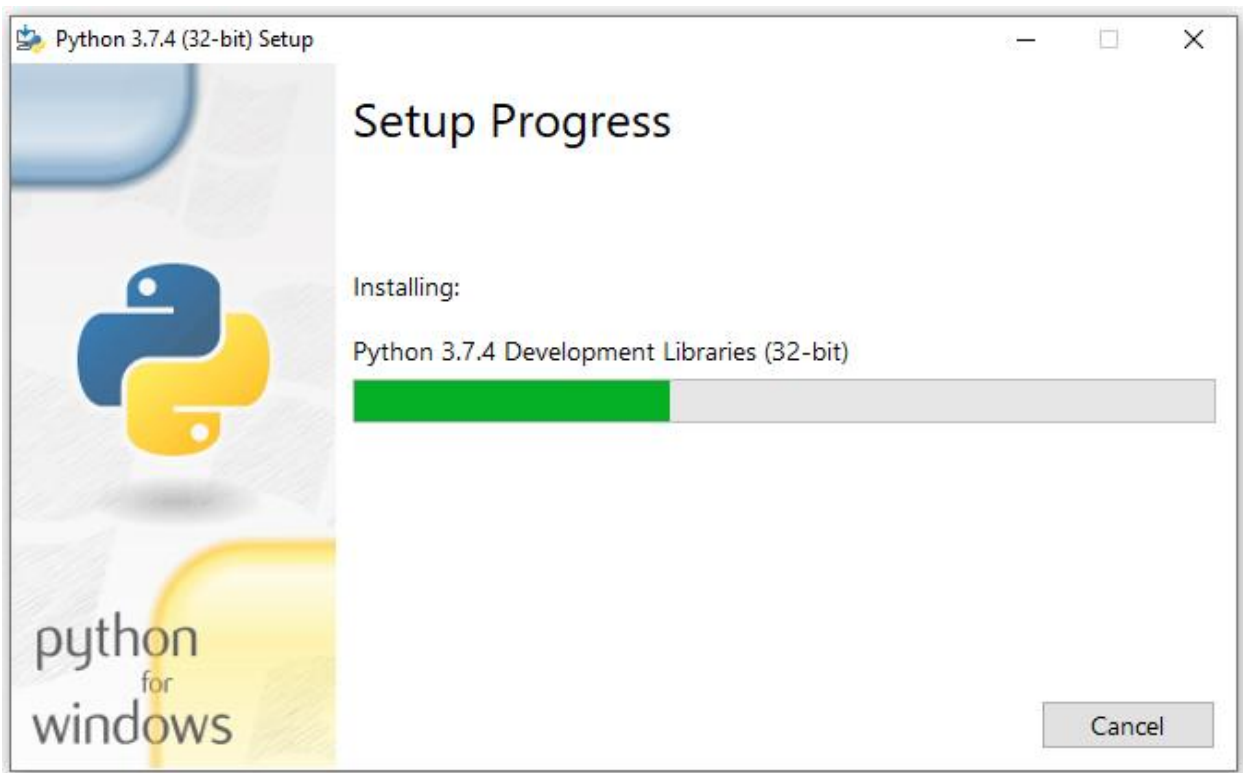 Python 3.7.4 (32-bit) Setup
Setup Progress
Installing:
Python 3.7.4 Development Libraries (32-bit)
python
for
windows
Cancel